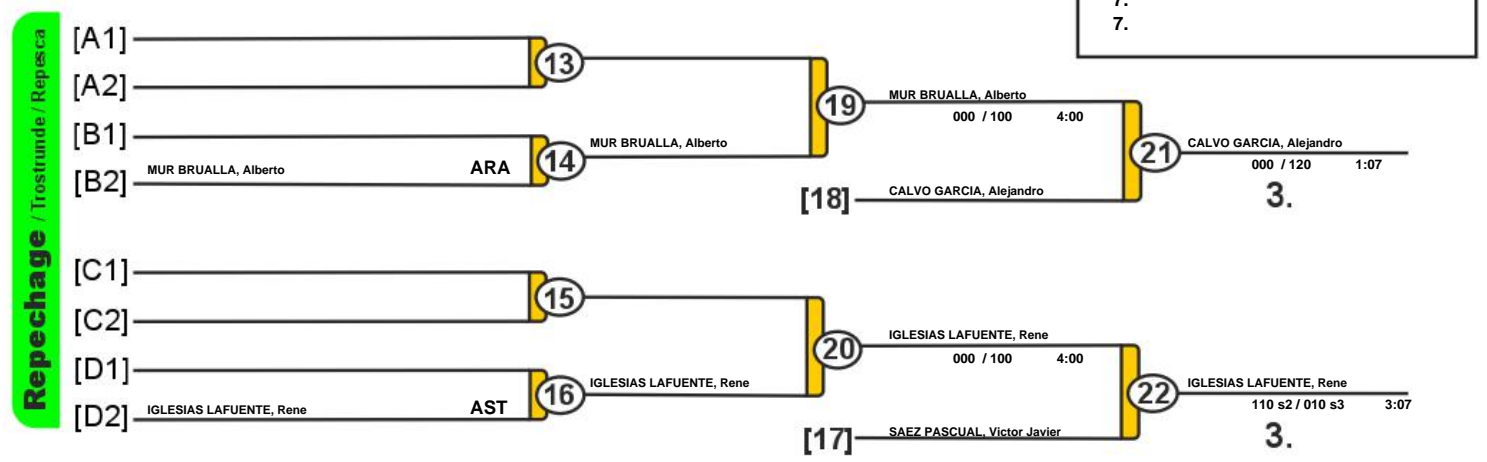 7.
7.
Repechage / Trostrunde / Repesca
[A1]
13
[A2]
19
MUR BRUALLA, Alberto
000 / 100 4:00
[B1]
14
MUR BRUALLA, Alberto
21
CALVO GARCIA, Alejandro
000 / 120 1:07
3.
[B2]
MUR BRUALLA, Alberto
ARA
[18]
CALVO GARCIA, Alejandro
[C1]
15
[C2]
20
IGLESIAS LAFUENTE, Rene
000 / 100 4:00
[D1]
16
IGLESIAS LAFUENTE, Rene
22
IGLESIAS LAFUENTE, Rene
110 s2 / 010 s3 3:07
3.
[D2]
IGLESIAS LAFUENTE, Rene
AST
[17]
SAEZ PASCUAL, Victor Javier